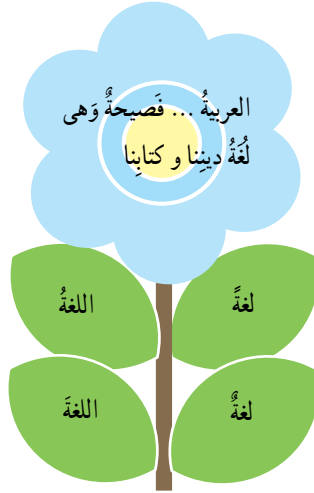 العربيةُ ... فَصيحةٌ وَهى
لُغَةُ دينِنا و كتابِنا
لغةً
اللغةُ
لغةٌ
اللغةَ